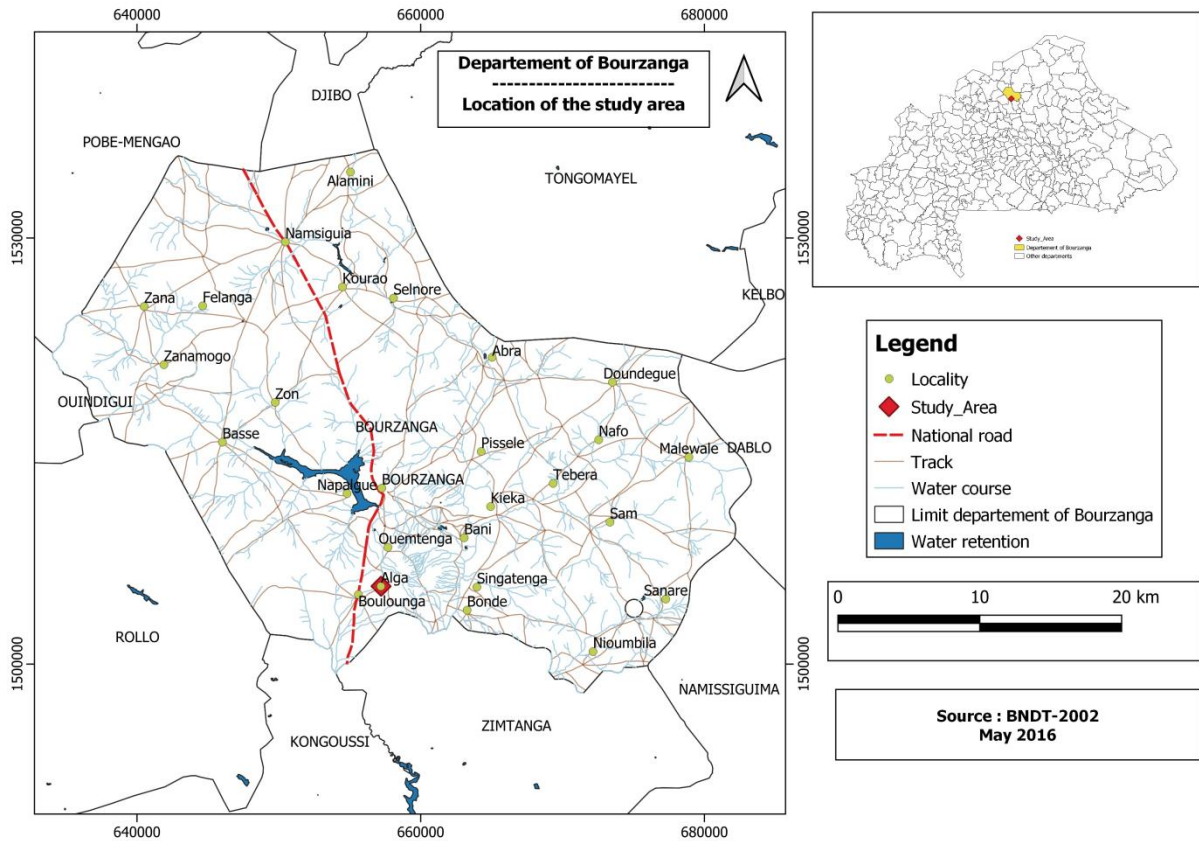 640000
660000
680000
Departement of Bourzanga
------------------------
Location of the study area
DJIBO
POBE-MENGAO
TONGOMAYEL
Alamini
1530000
1530000
Namsiguia
Kourao
Selnore
Zana
Felanga
KELBO
Abra
Zanamogo
Doundegue
Zon
OUINDIGUI
BOURZANGA
Basse
Pissele
Nafo
Malewale
DABLO
Napalgue
BOURZANGA
Tebera
Kieka
Sam
Bani
Ouemtenga
Alga
Singatenga
Boulounga
Bonde
Sanare
ROLLO
Nioumbila
1500000
1500000
NAMISSIGUIMA
ZIMTANGA
KONGOUSSI
640000
660000
680000
Study_Area
Departement of Bourzanga
Other departments
Legend
Locality
Study_Area
National road
Track
Water course
Limit departement of Bourzanga
Water retention
0 10 20 km
Source : BNDT-2002
May 2016